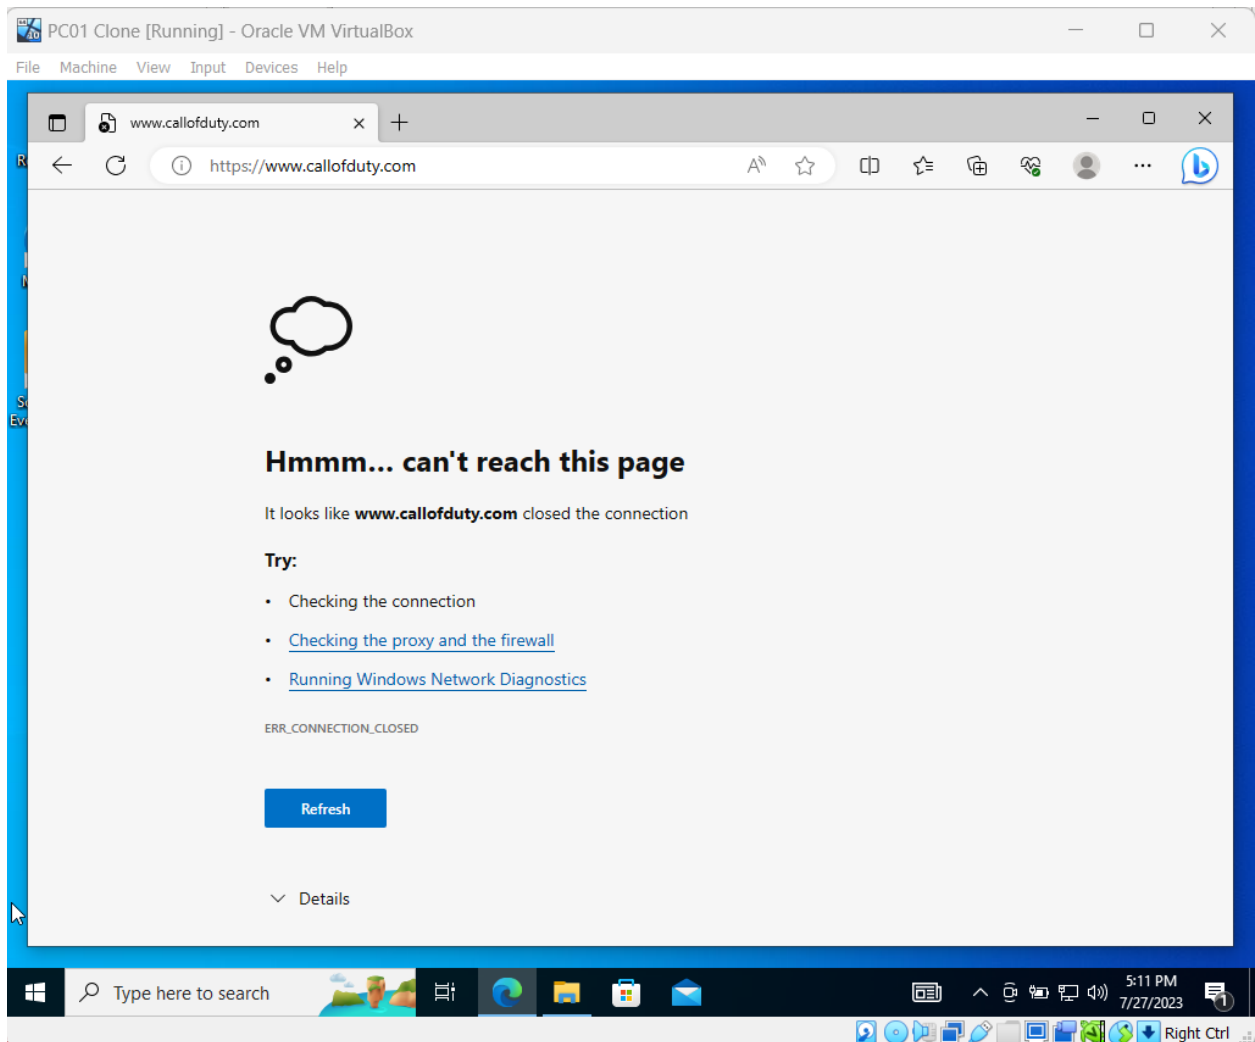 PC01 Clone [Running] - Oracle VM VirtualBox
File Machine View Input Devices Help
www.callofduty.com
https://www.callofduty.com
Hmmm... can't reach this page
It looks like www.callofduty.com closed the connection
Try:
• Checking the connection
• Checking the proxy and the firewall
• Running Windows Network Diagnostics
ERR_CONNECTION_CLOSED
Refresh
Details
Type here to search
5:11 PM
7/27/2023
1
Right Ctrl